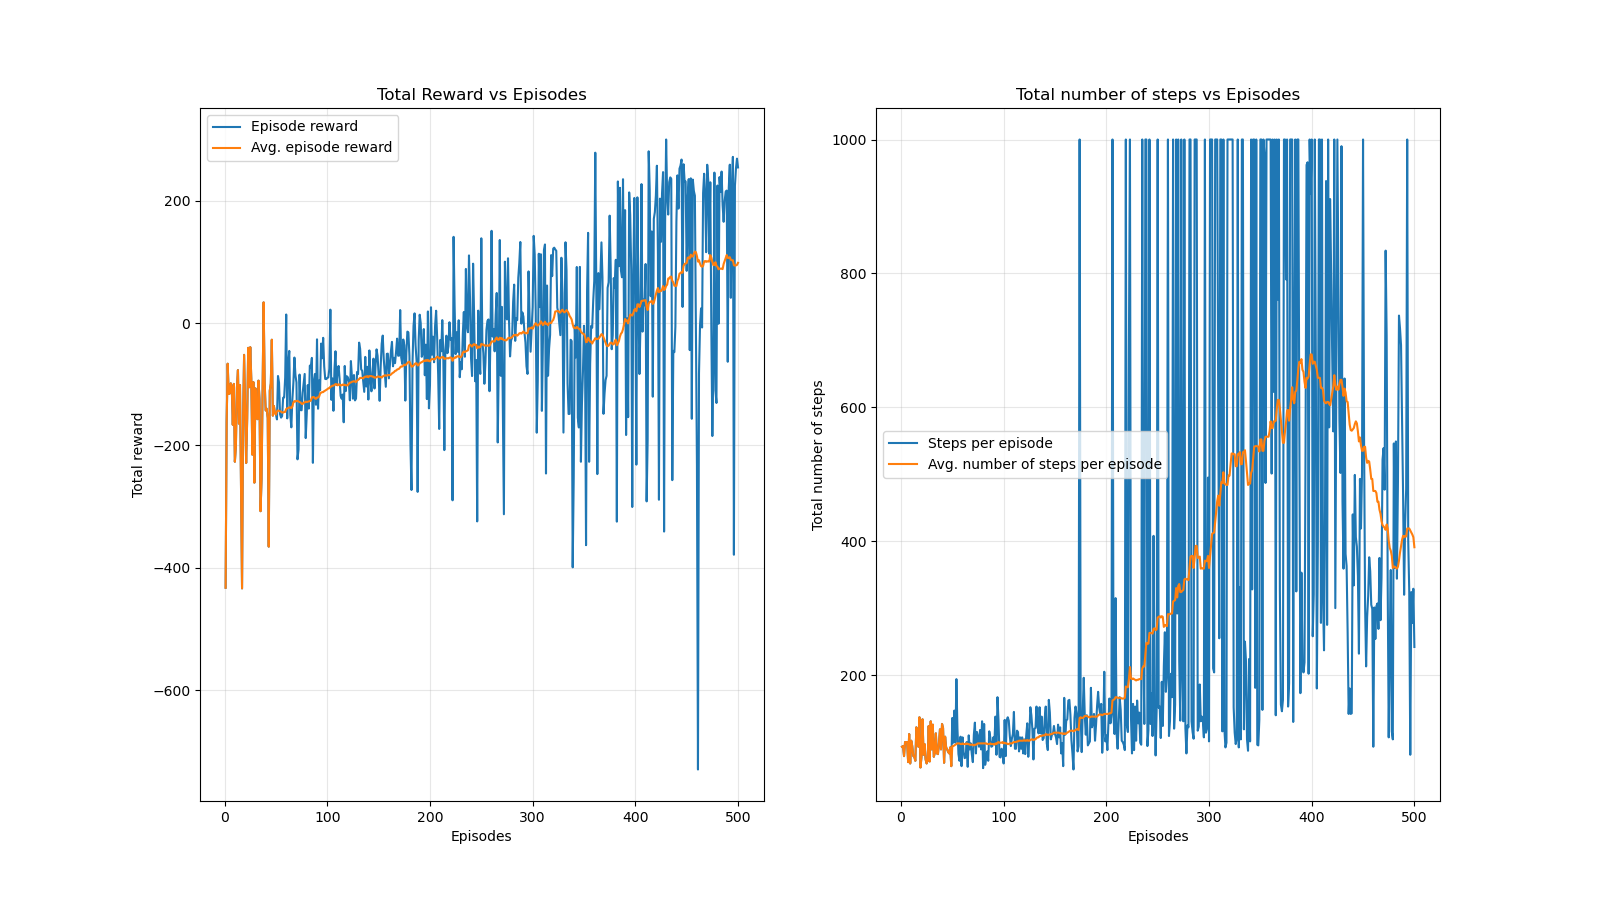 Total Reward vs Episodes
Episode reward
Avg. episode reward
200
0
−200
−400
−600
Total reward
0
100
200
300
400
500
Episodes
Total number of steps vs Episodes
1000
800
600
400
200
Steps per episode
Avg. number of steps per episode
Total number of steps
0
100
200
300
400
500
Episodes